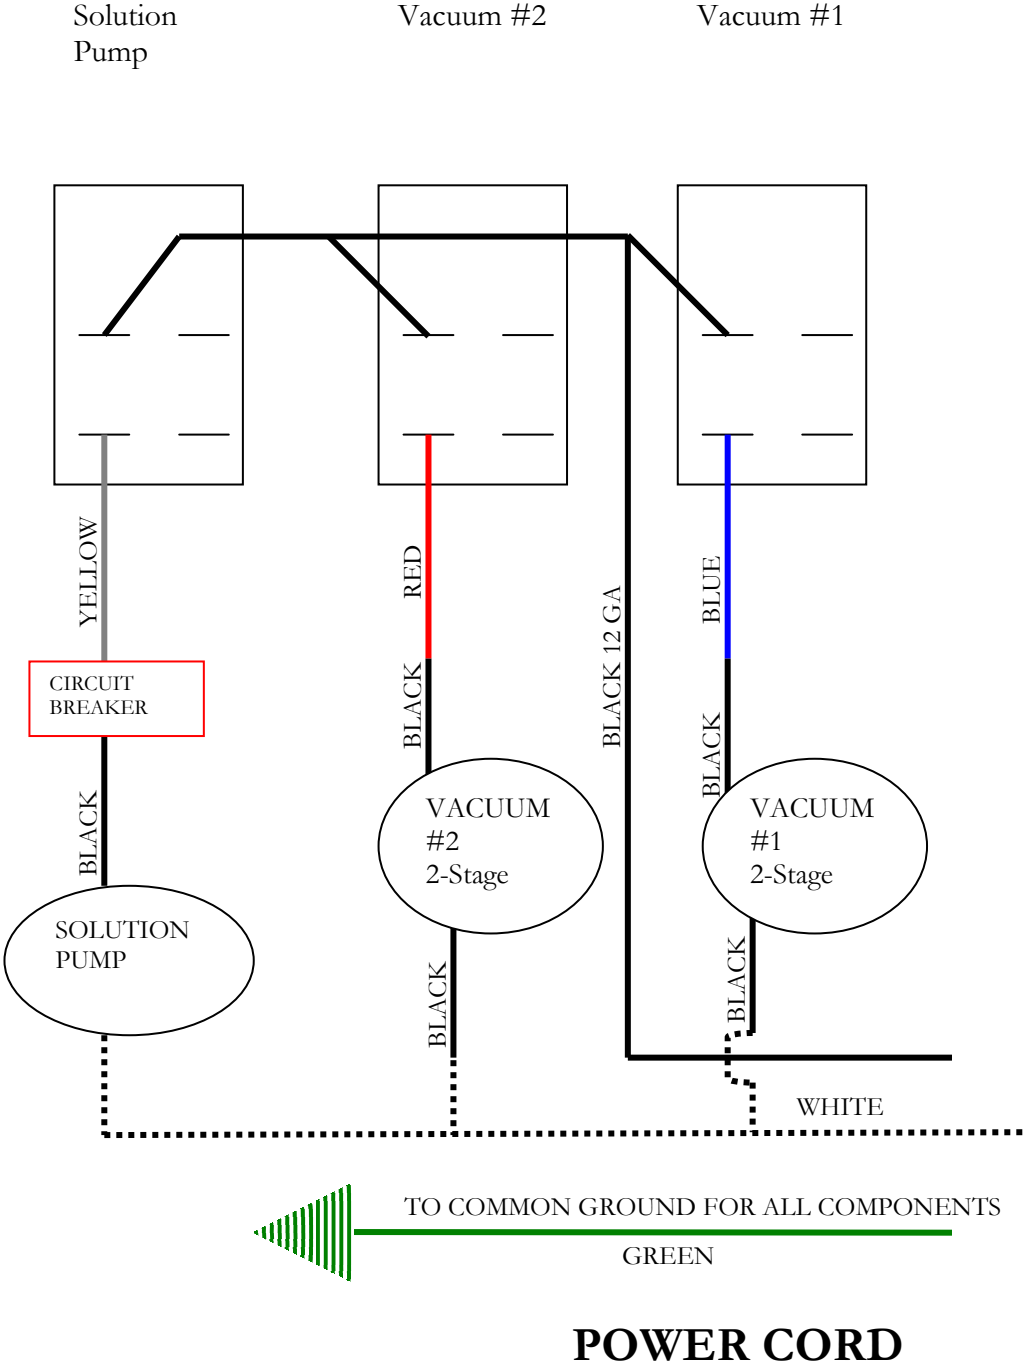 Solution
Pump
Vacuum #2
Vacuum #1
YELLOW
RED
BLUE
BLACK 12 GA
CIRCUIT
BREAKER
BLACK
BLACK
BLACK
VACUUM
#2
2-Stage
VACUUM
#1
2-Stage
SOLUTION
PUMP
BLACK
BLACK
WHITE
TO COMMON GROUND FOR ALL COMPONENTS
GREEN
POWER CORD